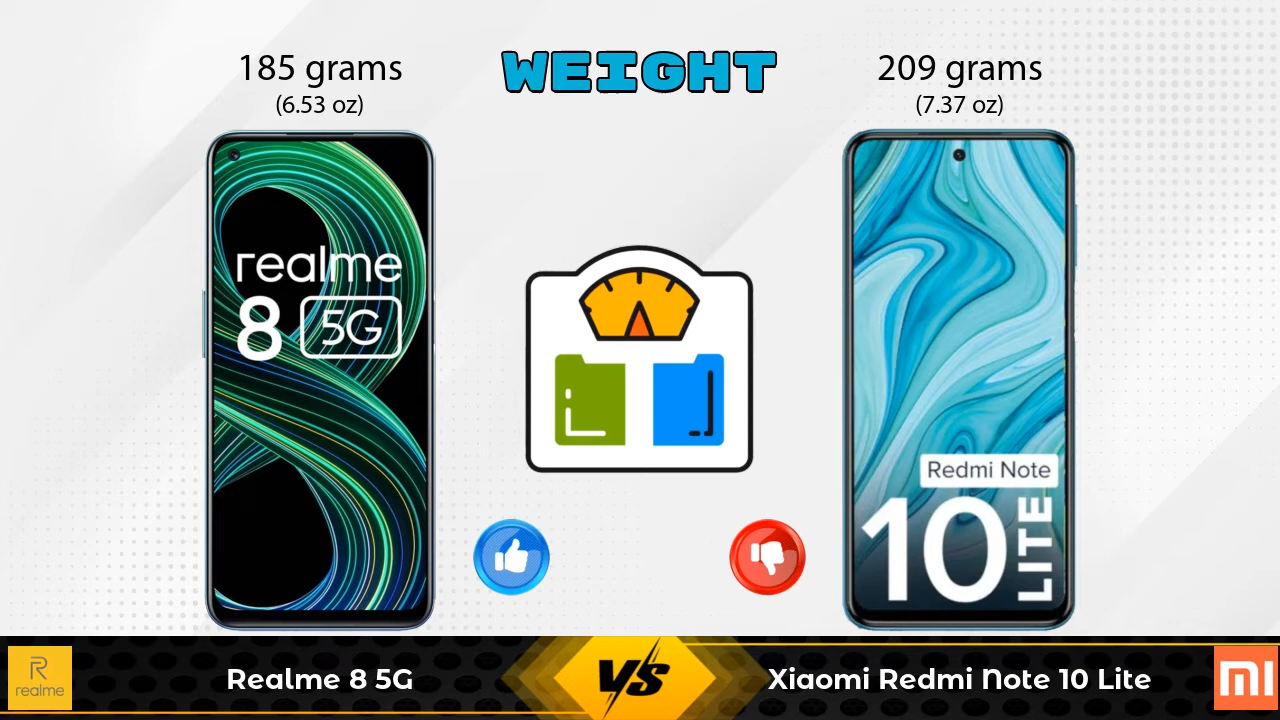 WEIGHT
185 grams
(6.53 oz)
209 grams
(7.37 oz)
realme
8 5G
Redmi Note
10 LITE
R
realme
Realme 8 5G
VS
Xiaomi Redmi Note 10 Lite
mi